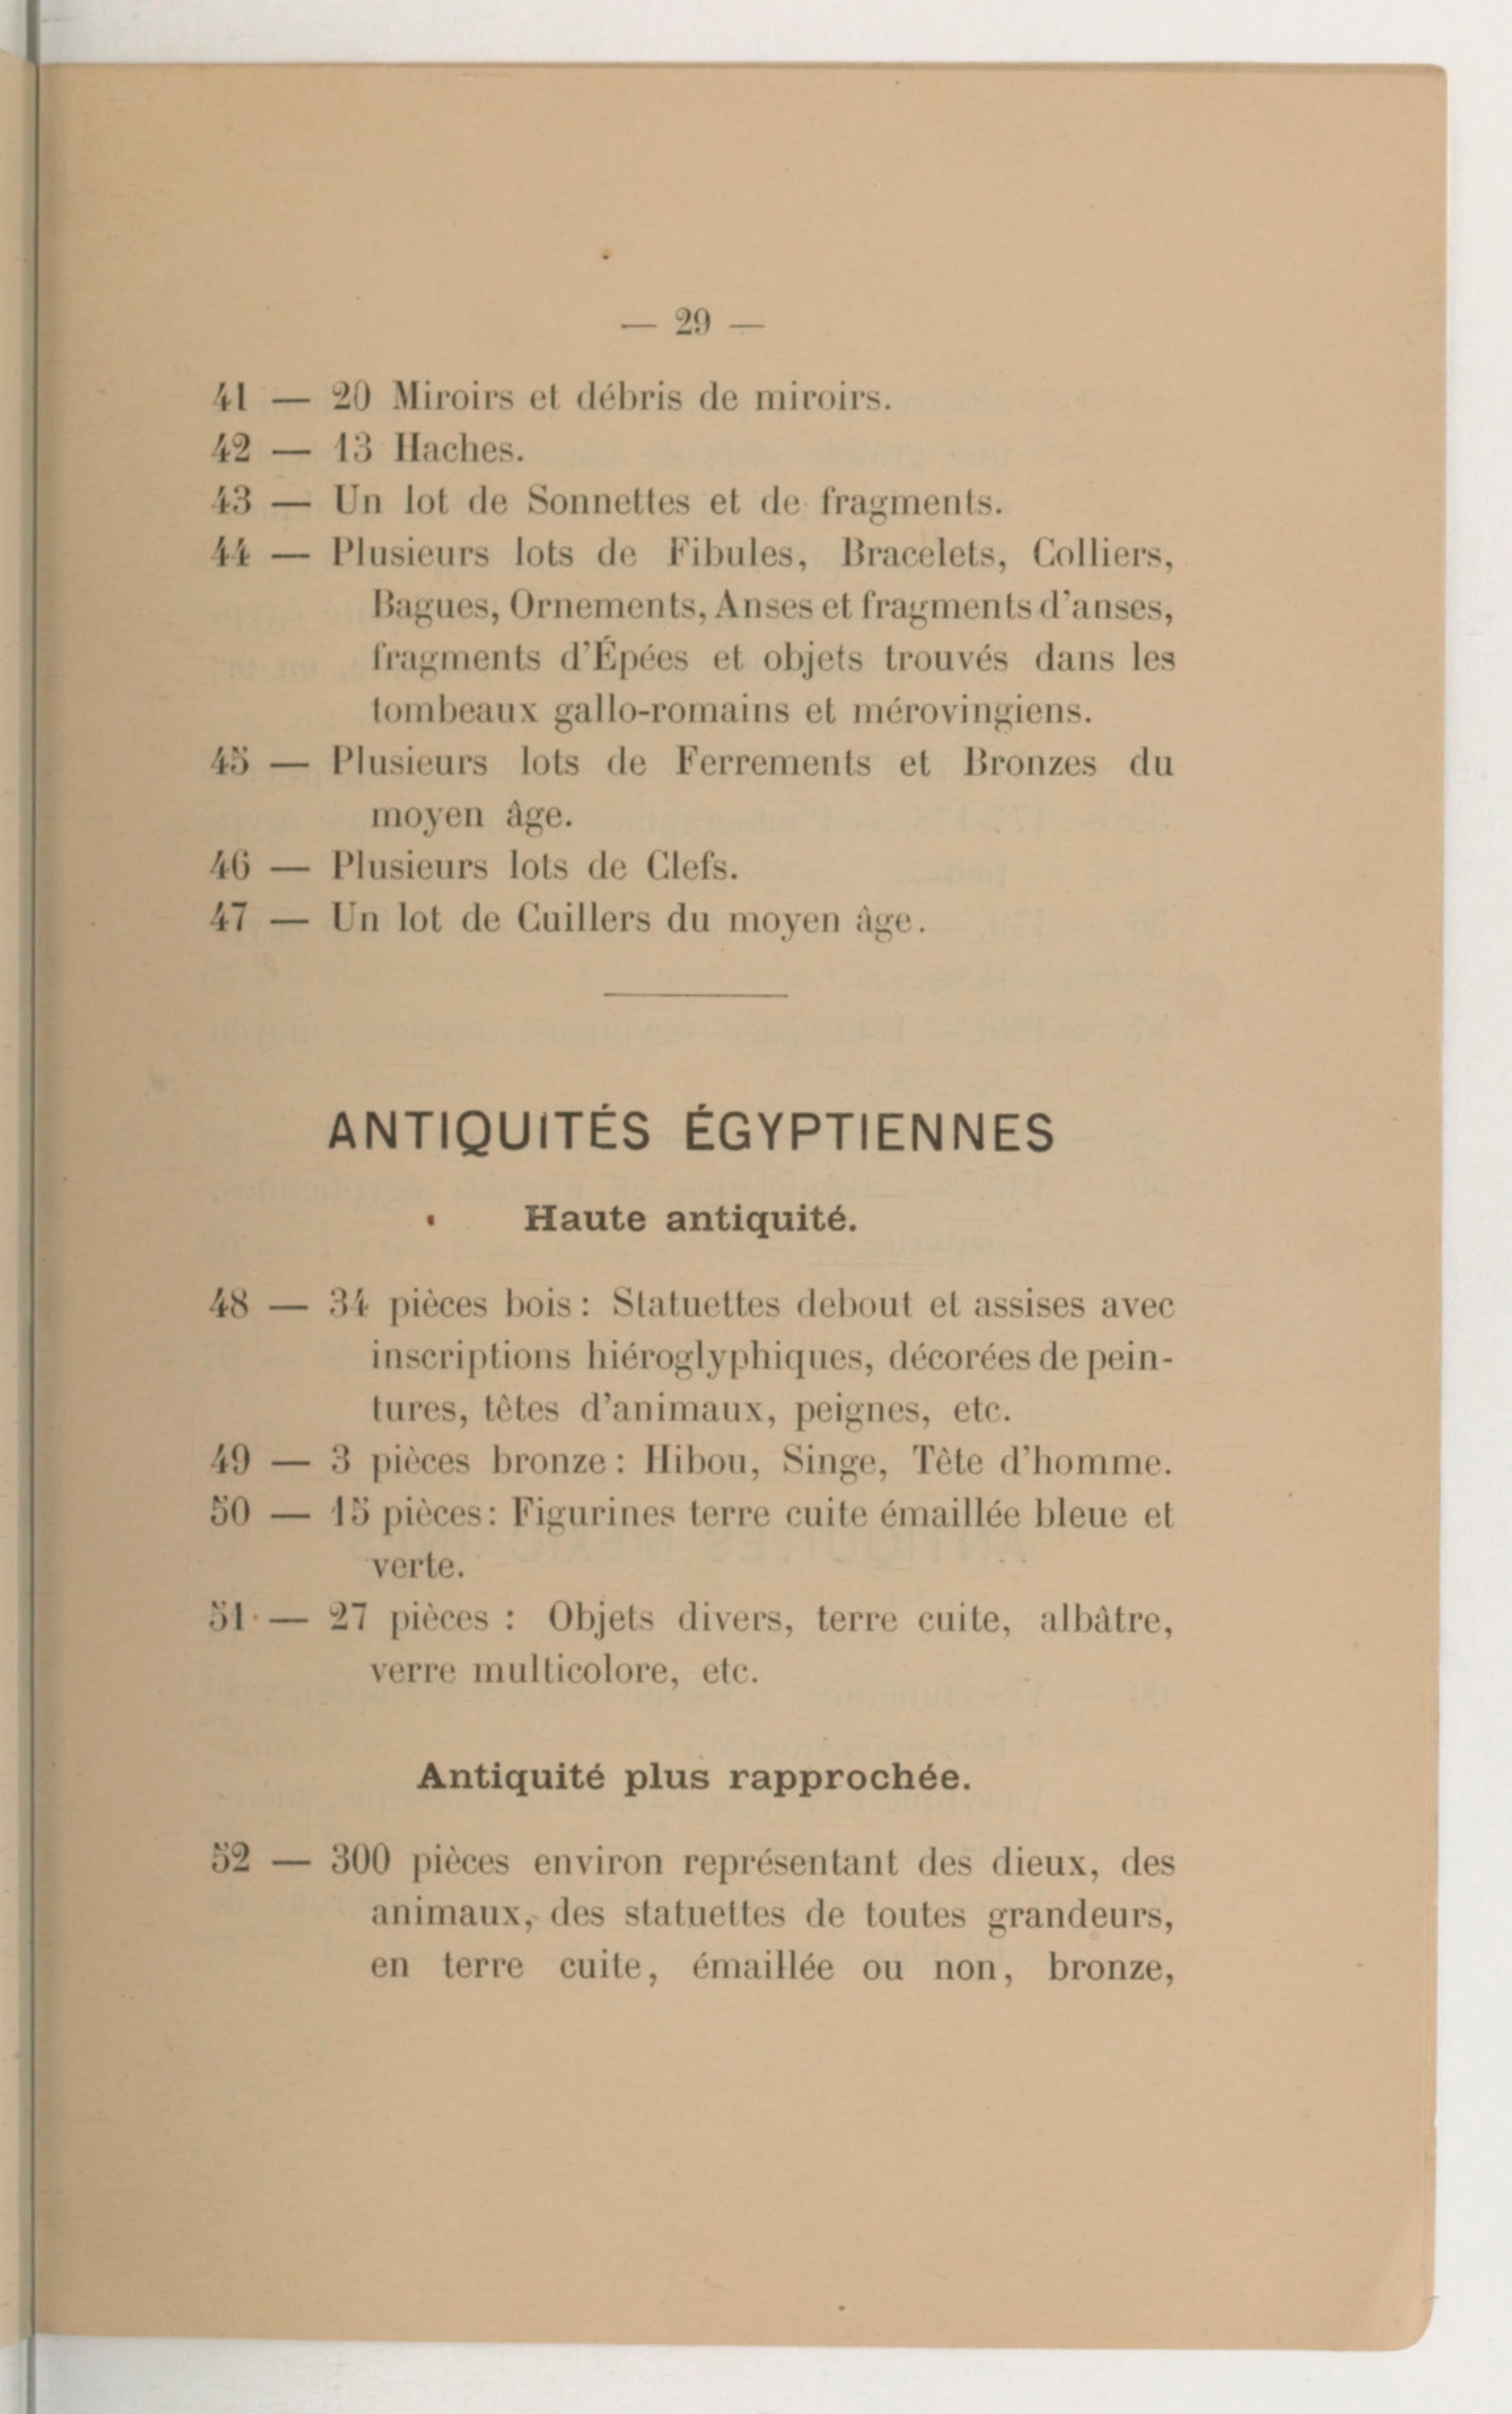 — 29 —
41 — 20 Miroirs et débris de miroirs.
42 — 13 Haches.
43 — Un lot de Sonnettes et de fragments.
44 — Plusieurs lots de Fibules, Bracelets, Colliers,
Bagues, Ornements, Anses et fragments d'anses,
fragments d'Épées et objets trouvés dans les
tombeaux gallo-romains et mérovingiens.
45 — Plusieurs lots de Ferrements et Bronzes du
moyen âge.
46 — Plusieurs lots de Clefs.
47 — Un lot de Cuillers du moyen âge.
ANTIQUITÉS ÉGYPTIENNES
Haute antiquité.
48 — 34 pièces bois : Statuettes debout et assises avec
inscriptions hiéroglyphiques, décorées de pein-
tures, têtes d'animaux, peignes, etc.
49 — 3 pièces bronze : Hibou, Singe, Tête d'homme.
50 — 15 pièces : Figurines terre cuite émaillée bleue et
verte.
51 — 27 pièces : Objets divers, terre cuite, albâtre,
verre multicolore, etc.
Antiquité plus rapprochée.
52 — 300 pièces environ représentant des dieux, des
animaux, des statuettes de toutes grandeurs,
en terre cuite, émaillée ou non, bronze,